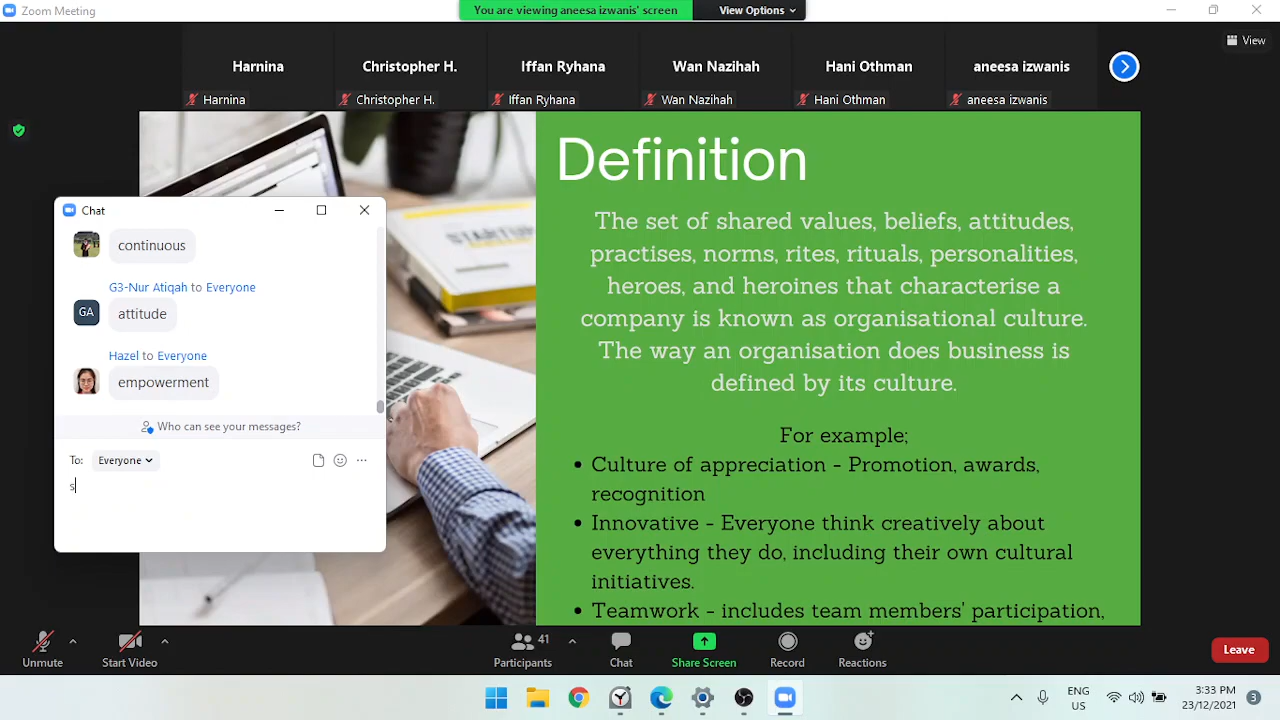 Zoom Meeting
You are viewing aneesa izwanis' screen
View Options
View
Harnina
Christopher H.
Iffan Ryhana
Wan Nazihah
Hani Othman
aneesa izwanis
Harnina
Christopher H.
Iffan Ryhana
Wan Nazihah
Hani Othman
aneesa izwanis
Chat
continuous
G3-Nur Atiqah to Everyone
GA
attitude
Hazel to Everyone
empowerment
Who can see your messages?
To: Everyone
s
STARTUP
Definition
The set of shared values, beliefs, attitudes,
practises, norms, rites, rituals, personalities,
heroes, and heroines that characterise a
company is known as organisational culture.
The way an organisation does business is
defined by its culture.
For example;
• Culture of appreciation - Promotion, awards,
recognition
• Innovative - Everyone think creatively about
everything they do, including their own cultural
initiatives.
• Teamwork - includes team members' participation,
Unmute
Start Video
Participants
41
Chat
Share Screen
Record
Reactions
Leave
ENG
US
3:33 PM
23/12/2021
3